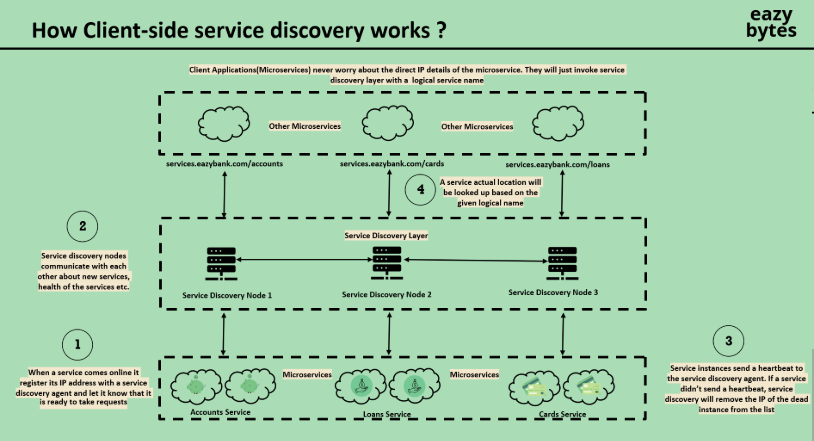 How Client-side service discovery works ?
eazy
bytes
Client Applications(Microservices) never worry about the direct IP details of the microservice. They will just invoke service
discovery layer with a logical service name
Other Microservices
Other Microservices
services.eazybank.com/accounts
services.eazybank.com/cards
services.eazybank.com/loans
4
A service actual location will
be looked up based on the
given logical name
2
Service discovery nodes
communicate with each
other about new services,
health of the services etc.
Service Discovery Layer
Service Discovery Node 1
Service Discovery Node 2
Service Discovery Node 3
1
When a service comes online it
register its IP address with a service
discovery agent and let it know that it
is ready to take requests
Microservices
Microservices
Accounts Service
Loans Service
Cards Service
3
Service instances send a heartbeat to
the service discovery agent. If a service
didn't send a heartbeat, service
discovery will remove the IP of the dead
instance from the list